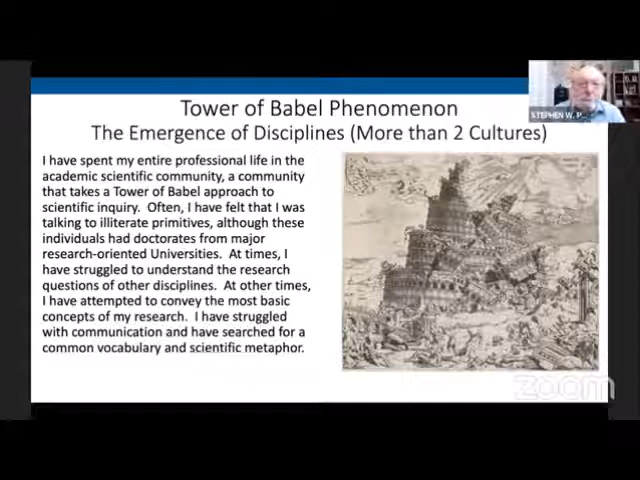 STEPHEN W. P...
Tower of Babel Phenomenon
The Emergence of Disciplines (More than 2 Cultures)
I have spent my entire professional life in the
academic scientific community, a community
that takes a Tower of Babel approach to
scientific inquiry.  Often, I have felt that I was
talking to illiterate primitives, although these
individuals had doctorates from major
research-oriented Universities.  At times, I
have struggled to understand the research
questions of other disciplines.  At other times,
I have attempted to convey the most basic
concepts of my research.  I have struggled
with communication and have searched for a
common vocabulary and scientific metaphor.
zoom